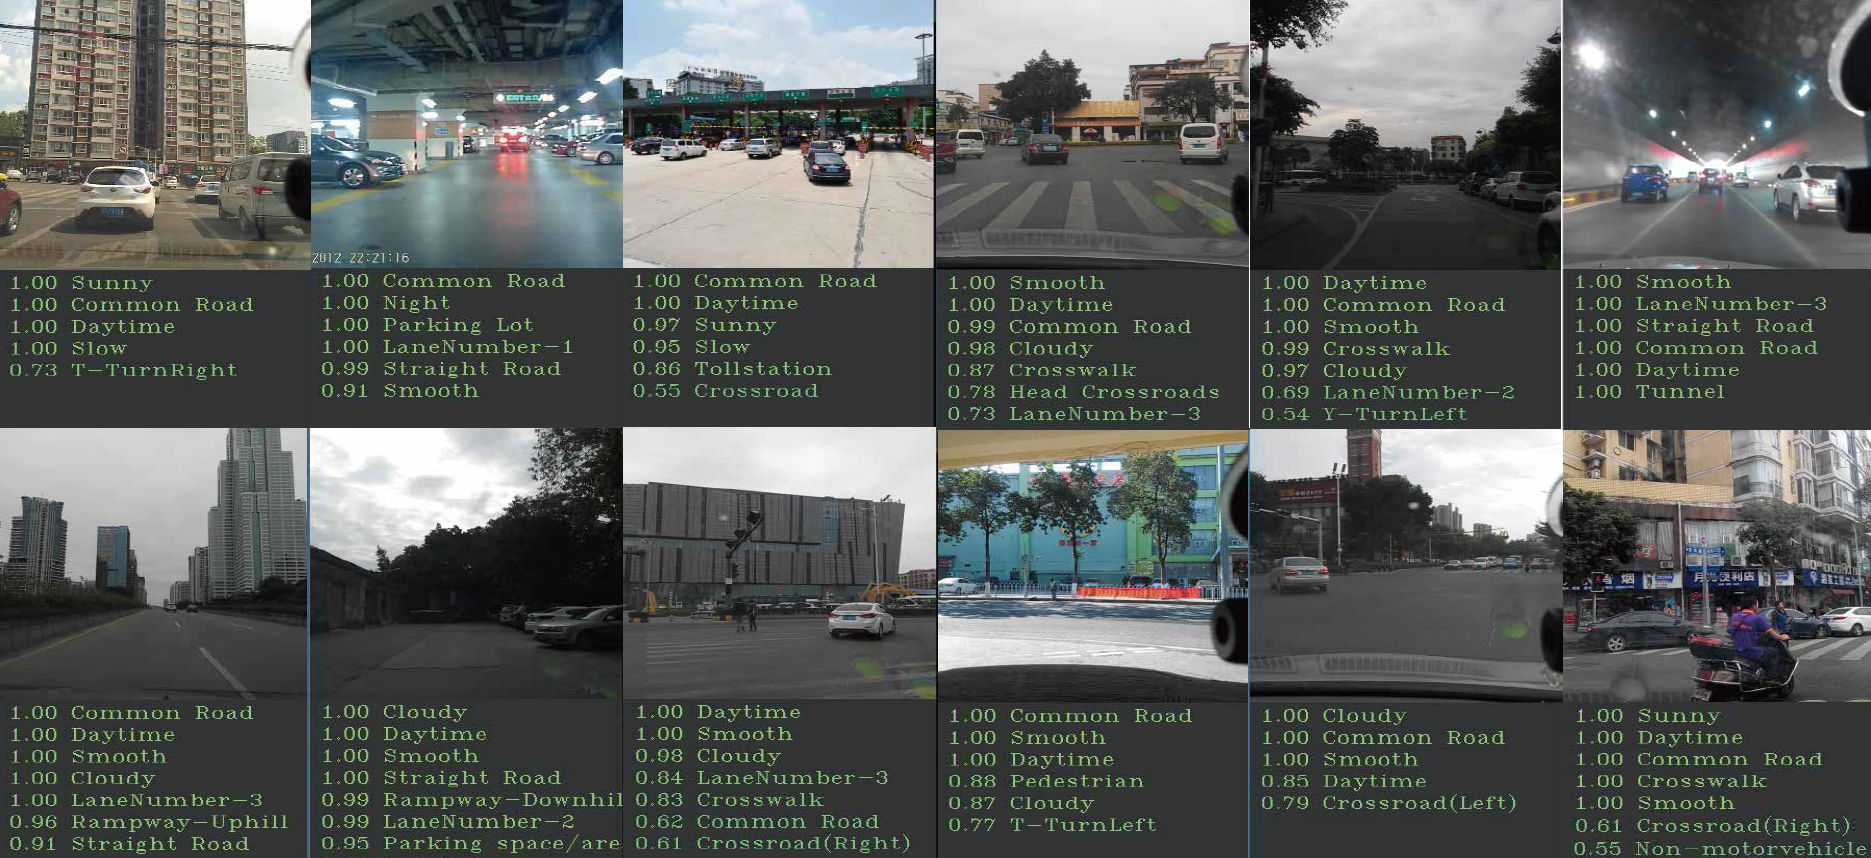 EXIT
2012 22:21:16
1.00 Sunny
1.00 Common Road
1.00 Daytime
1.00 Slow
0.73 T-TurnRight
1.00 Common Road
1.00 Night
1.00 Parking Lot
1.00 LaneNumber-1
0.99 Straight Road
0.91 Smooth
1.00 Common Road
1.00 Daytime
0.97 Sunny
0.95 Slow
0.86 Tollstation
0.55 Crossroad
1.00 Smooth
1.00 Daytime
0.99 Common Road
0.98 Cloudy
0.87 Crosswalk
0.78 Head Crossroads
0.73 LaneNumber-3
1.00 Daytime
1.00 Common Road
1.00 Smooth
0.99 Crosswalk
0.97 Cloudy
0.69 LaneNumber-2
0.54 Y-TurnLeft
1.00 Smooth
1.00 LaneNumber-3
1.00 Straight Road
1.00 Common Road
1.00 Daytime
1.00 Tunnel
1.00 Common Road
1.00 Daytime
1.00 Smooth
1.00 Cloudy
1.00 LaneNumber-3
0.96 Rampway-Uphill
0.91 Straight Road
1.00 Cloudy
1.00 Daytime
1.00 Smooth
1.00 Straight Road
0.99 Rampway-Downhil
0.99 LaneNumber-2
0.95 Parking space/are
1.00 Daytime
1.00 Smooth
0.98 Cloudy
0.84 LaneNumber-3
0.83 Crosswalk
0.62 Common Road
0.61 Crossroad(Right)
1.00 Common Road
1.00 Smooth
1.00 Daytime
0.88 Pedestrian
0.87 Cloudy
0.77 T-TurnLeft
1.00 Cloudy
1.00 Common Road
1.00 Smooth
0.85 Daytime
0.79 Crossroad(Left)
烟
月光便利店
1.00 Sunny
1.00 Daytime
1.00 Common Road
1.00 Crosswalk
1.00 Smooth
0.61 Crossroad(Right)
0.55 Non-motorvehicle